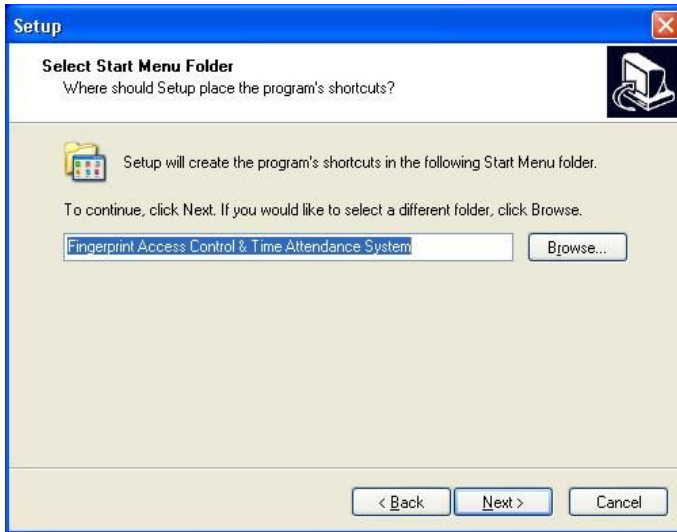 Setup
Select Start Menu Folder
Where should Setup place the program's shortcuts?
Setup will create the program's shortcuts in the following Start Menu folder.
To continue, click Next. If you would like to select a different folder, click Browse.
Fingerprint Access Control & Time Attendance System
Browse...
< Back
Next >
Cancel